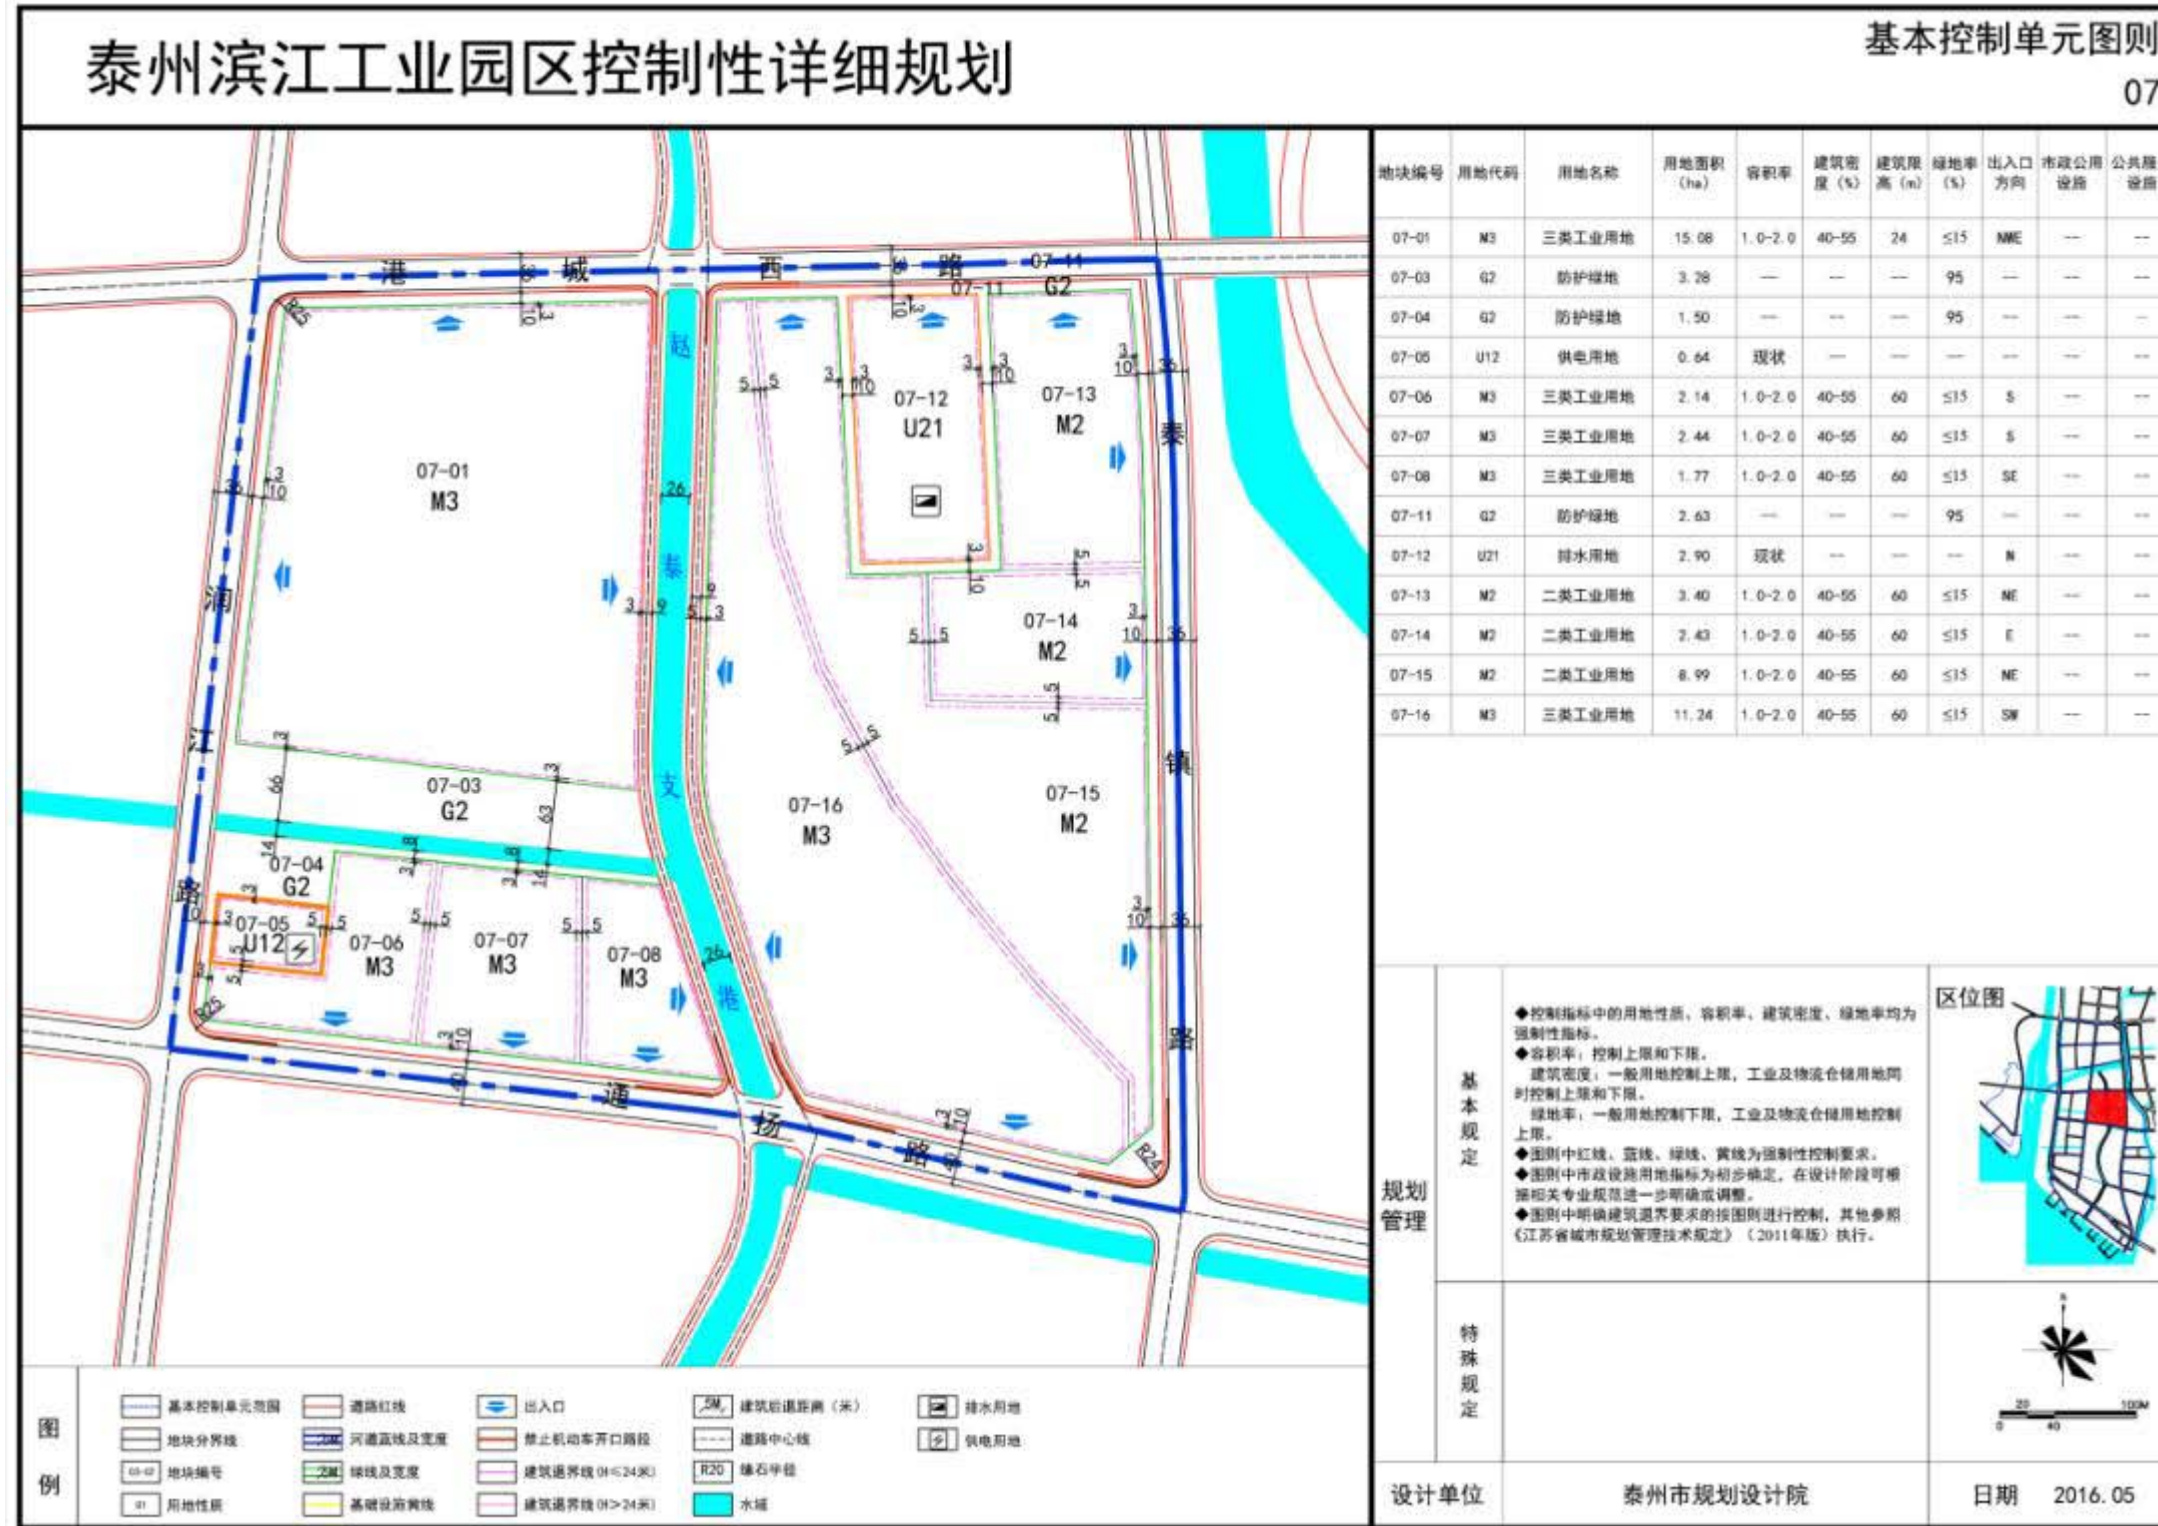 泰州滨江工业园区控制性详细规划
基本控制单元图则
07
港 城 西 路
润 江 路
泰 镇 路
通 扬 路
赵 泰 支 港
07-01
M3
07-03
G2
07-04
G2
07-05
U12
07-06
M3
07-07
M3
07-08
M3
07-11
G2
07-11
07-12
U21
07-13
M2
07-14
M2
07-15
M2
07-16
M3
R25
R25
R24
36
36
36
36
36
36
40
40
26
26
66
63
14
14
地块编号 用地代码 用地名称 用地面积（ha） 容积率 建筑密度（%） 建筑限高（m） 绿地率（%） 出入口方向 市政公用设施 公共服设施
07-01 M3 三类工业用地 15.08 1.0-2.0 40-55 24 ≤15 NWE -- --
07-03 G2 防护绿地 3.28 -- -- -- 95 -- -- --
07-04 G2 防护绿地 1.50 -- -- -- 95 -- -- --
07-05 U12 供电用地 0.64 现状 -- -- -- -- -- --
07-06 M3 三类工业用地 2.14 1.0-2.0 40-55 60 ≤15 S -- --
07-07 M3 三类工业用地 2.44 1.0-2.0 40-55 60 ≤15 S -- --
07-08 M3 三类工业用地 1.77 1.0-2.0 40-55 60 ≤15 SE -- --
07-11 G2 防护绿地 2.63 -- -- -- 95 -- -- --
07-12 U21 排水用地 2.90 现状 -- -- -- N -- --
07-13 M2 二类工业用地 3.40 1.0-2.0 40-55 60 ≤15 NE -- --
07-14 M2 二类工业用地 2.43 1.0-2.0 40-55 60 ≤15 E -- --
07-15 M2 二类工业用地 8.99 1.0-2.0 40-55 60 ≤15 NE -- --
07-16 M3 三类工业用地 11.24 1.0-2.0 40-55 60 ≤15 SW -- --
规划管理
基本规定
◆控制指标中的用地性质、容积率、建筑密度、绿地率均为
强制性指标。
◆容积率：控制上限和下限。
建筑密度：一般用地控制上限，工业及物流仓储用地同
时控制上限和下限。
绿地率：一般用地控制下限，工业及物流仓储用地控制
上限。
◆图则中红线、蓝线、绿线、黄线为强制性控制要求。
◆图则中市政设施用地指标为初步确定，在设计阶段可根
据相关专业规范进一步明确或调整。
◆图则中明确建筑退界要求的按图则进行控制，其他参照
《江苏省城市规划管理技术规定》（2011年版）执行。
区位图
特殊规定
N
20 100M
0 40
设计单位 泰州市规划设计院 日期 2016.05
图例
基本控制单元范围 道路红线 出入口 5M 建筑后退距离（米） 排水用地
地块分界线 河道蓝线及宽度 禁止机动车开口路段 道路中心线 供电用地
地块编号 绿线及宽度 建筑退界线（H≤24米） R20 缘石半径
用地性质 基础设施黄线 建筑退界线（H>24米） 水域